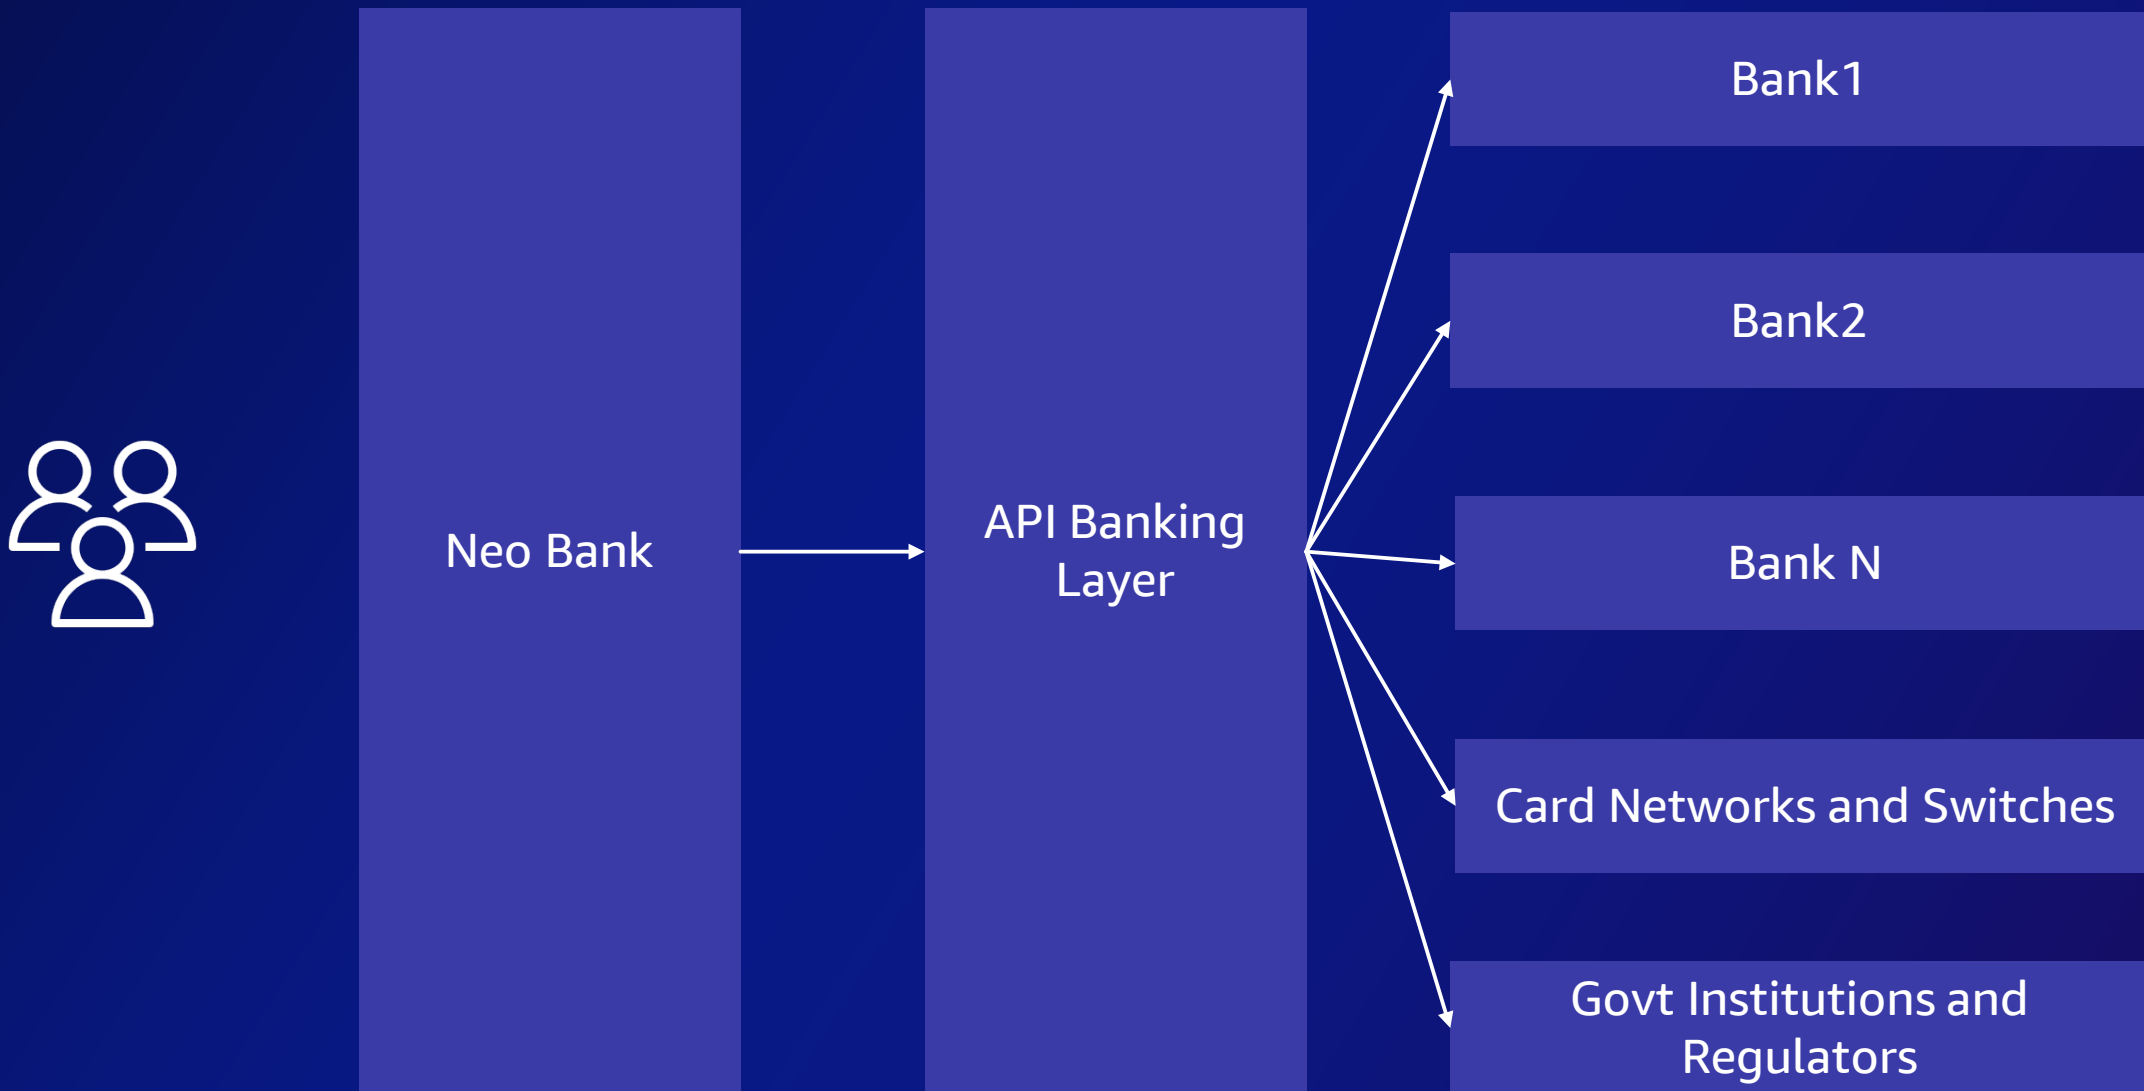 Neo Bank
API Banking
Layer
Bank1
Bank2
Bank N
Card Networks and Switches
Govt Institutions and
Regulators